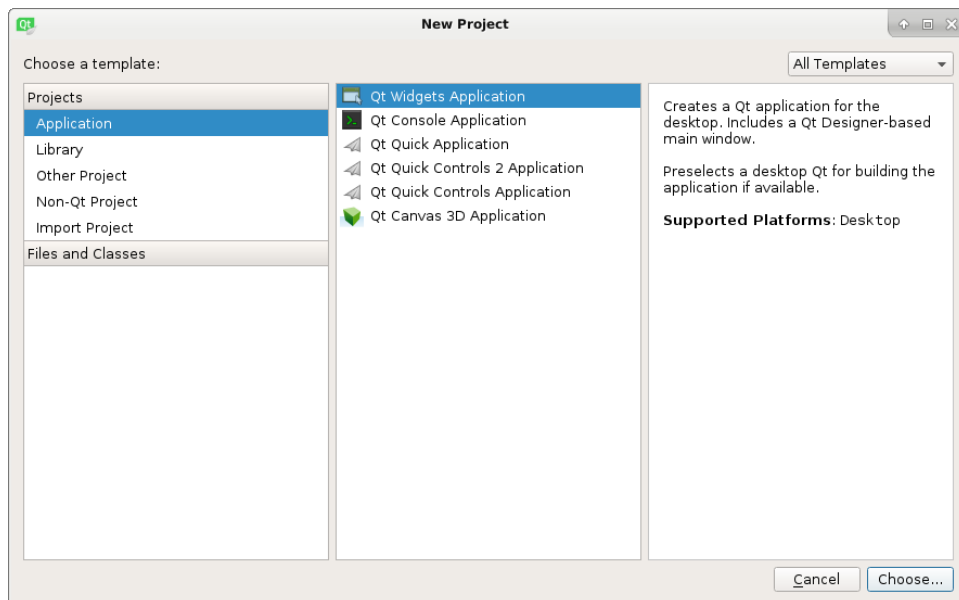 Qt
New Project
Choose a template:
All Templates
Projects
Application
Library
Other Project
Non-Qt Project
Import Project
Files and Classes
Qt Widgets Application
Qt Console Application
Qt Quick Application
Qt Quick Controls 2 Application
Qt Quick Controls Application
Qt Canvas 3D Application
Creates a Qt application for the
desktop. Includes a Qt Designer-based
main window.
Preselects a desktop Qt for building the
application if available.
Supported Platforms: Desktop
Cancel
Choose...